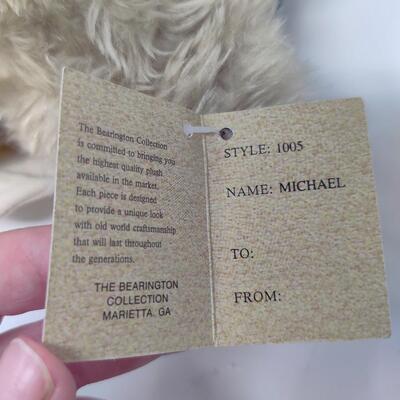 The Bearington Collection
is committed to bringing you
the highest quality plush
available in the market.
Each piece is designed
to provide a unique look
with old world craftsmanship
that will last throughout
the generations.
THE BEARINGTON
COLLECTION
MARIETTA, GA
STYLE: 1005
NAME: MICHAEL
TO:
FROM: